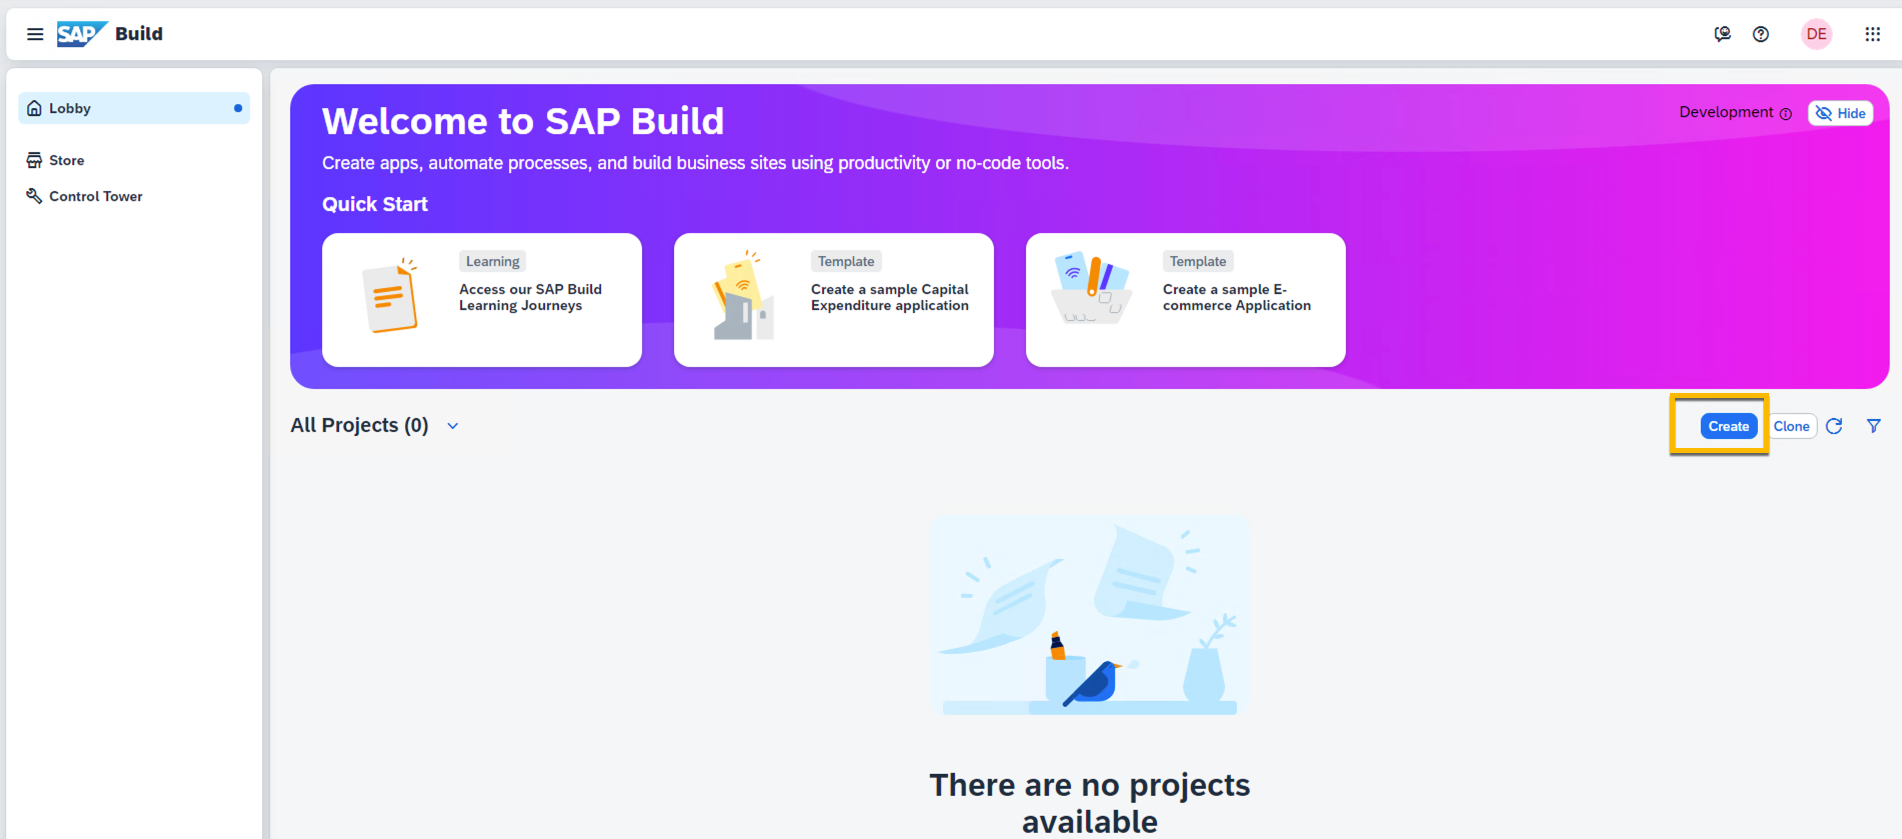 SAP Build
DE
Lobby
Store
Control Tower
Welcome to SAP Build
Development
Hide
Create apps, automate processes, and build business sites using productivity or no-code tools.
Quick Start
Learning
Access our SAP Build
Learning Journeys
Template
Create a sample Capital
Expenditure application
Template
Create a sample E-
commerce Application
All Projects (0)
Create
Clone
There are no projects
available